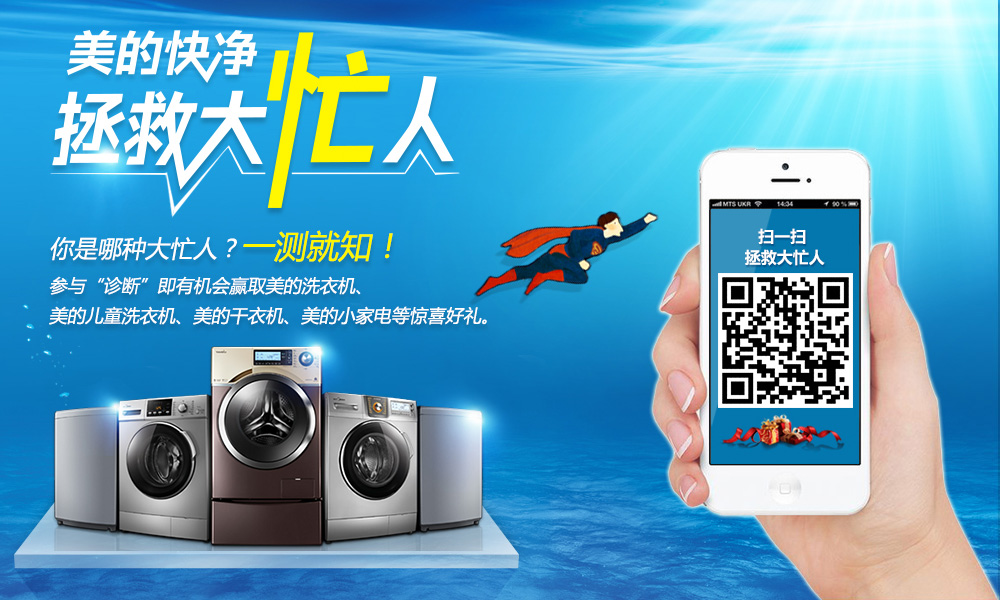 美的快净
拯救大忙人
你是哪种大忙人？一测就知！
参与“诊断”即有机会赢取美的洗衣机、
美的儿童洗衣机、美的干衣机、美的小家电等惊喜好礼。
MTS UKR 14:34 90 %
扫一扫
拯救大忙人